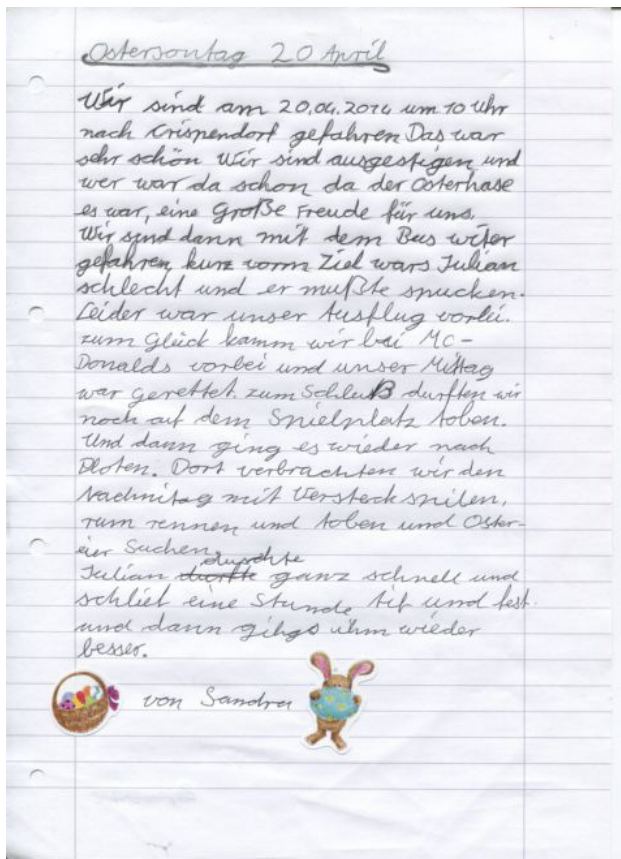 Ostersontag 20 April
Wir sind am 20.04.2014 um 10 Uhr
nach Crispendorf gefahren Das war
sehr schön Wir sind ausgestigen und
wer war da schon da der Osterhase
es war, eine Große Freude für uns.
Wir sind dann mit dem Bus witer
gefahren, kurz vorm Ziel wars Julian
schlecht und er mußte spucken.
Leider war unser Ausflug vorbei.
zum Glück kamm wir bei Mc-
Donalds vorbei und unser Mittag
war gerettet. zum Schluß durften wir
noch auf dem Spielplatz toben.
Und dann ging es wieder nach
Ploten. Dort verbrachten wir den
Nachmitag mit Versteckspilen,
rum rennen und toben und Oster-
eier Suchen.
Julian duschte ganz schnell und
schlief eine Stunde tif und fest.
und dann gings ihm wieder
besser.
von Sandra